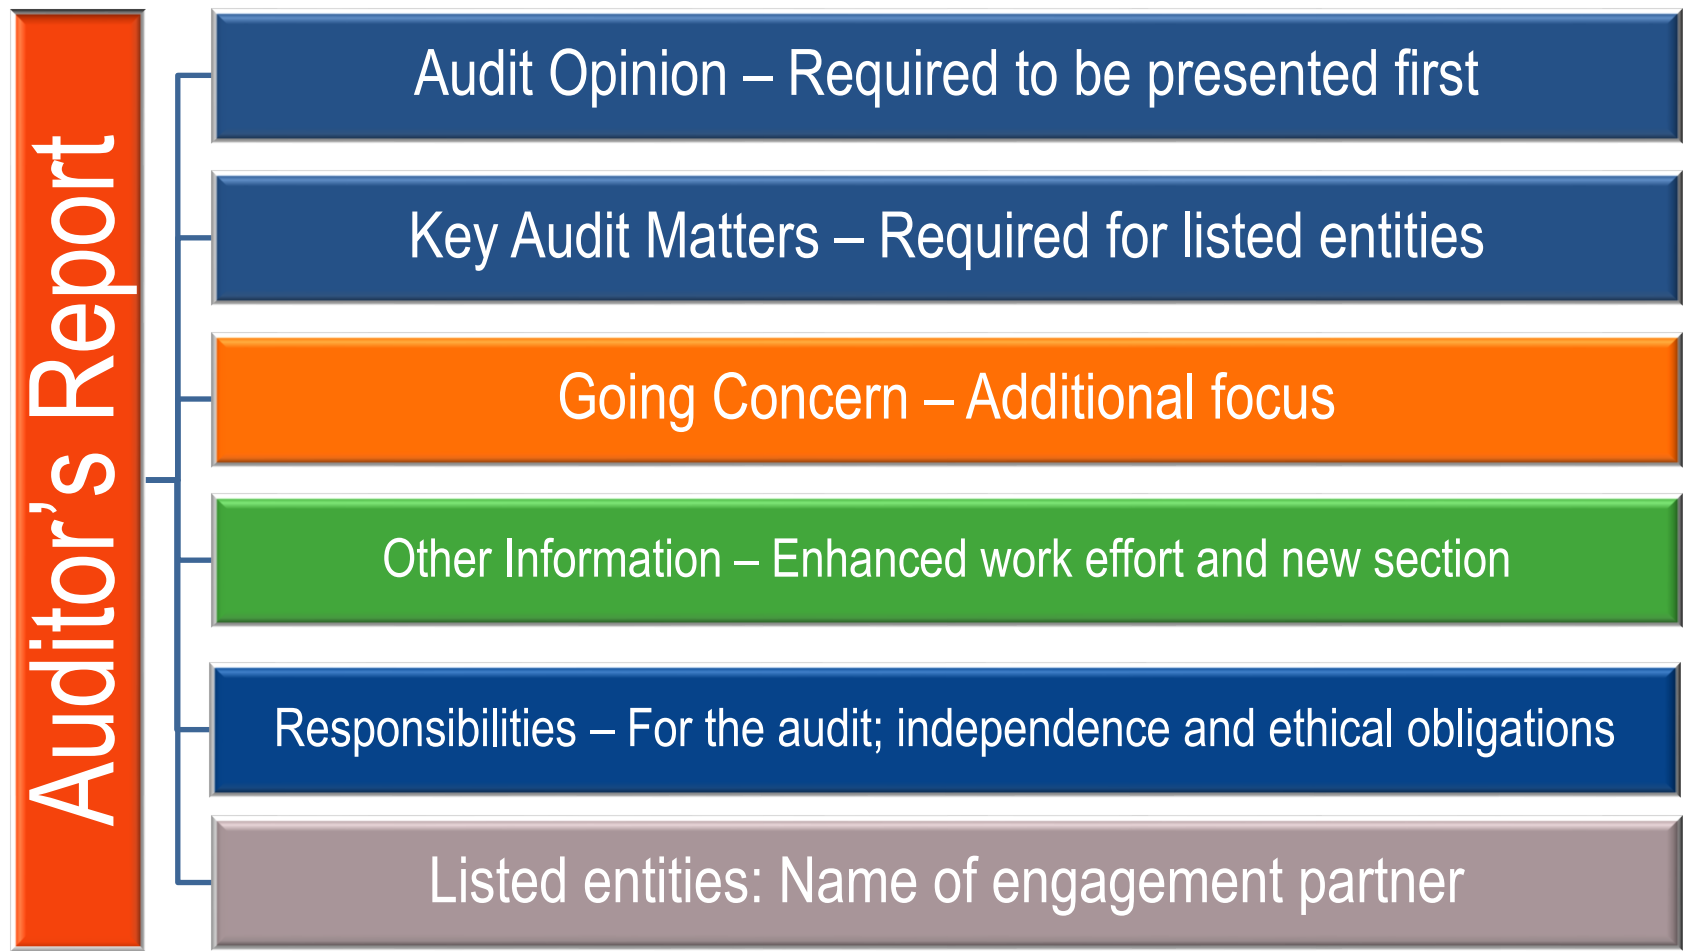 Auditor’s Report
Audit Opinion – Required to be presented first
Key Audit Matters – Required for listed entities
Going Concern – Additional focus
Other Information – Enhanced work effort and new section
Responsibilities – For the audit; independence and ethical obligations
Listed entities: Name of engagement partner